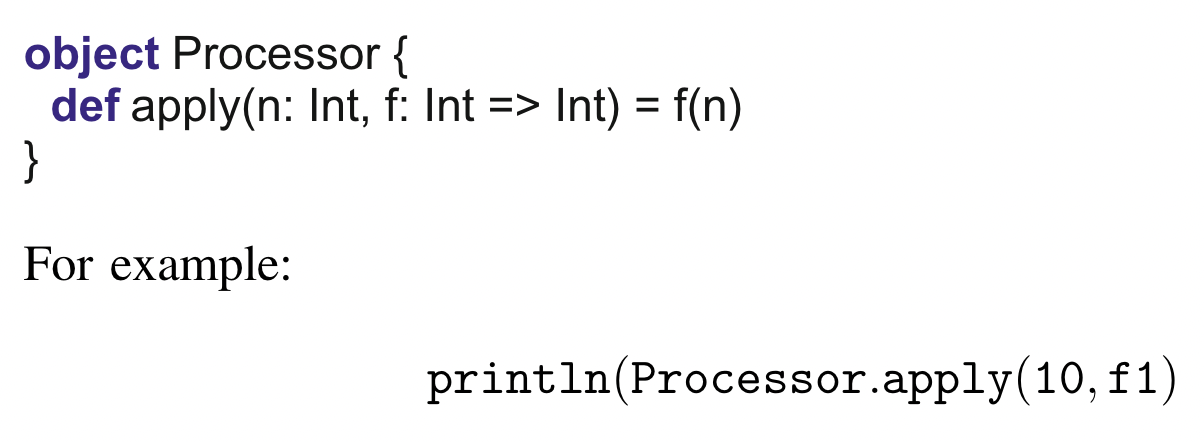 object Processor {
def apply(n: Int, f: Int => Int) = f(n)
}
For example:
println(Processor.apply(10, f1)